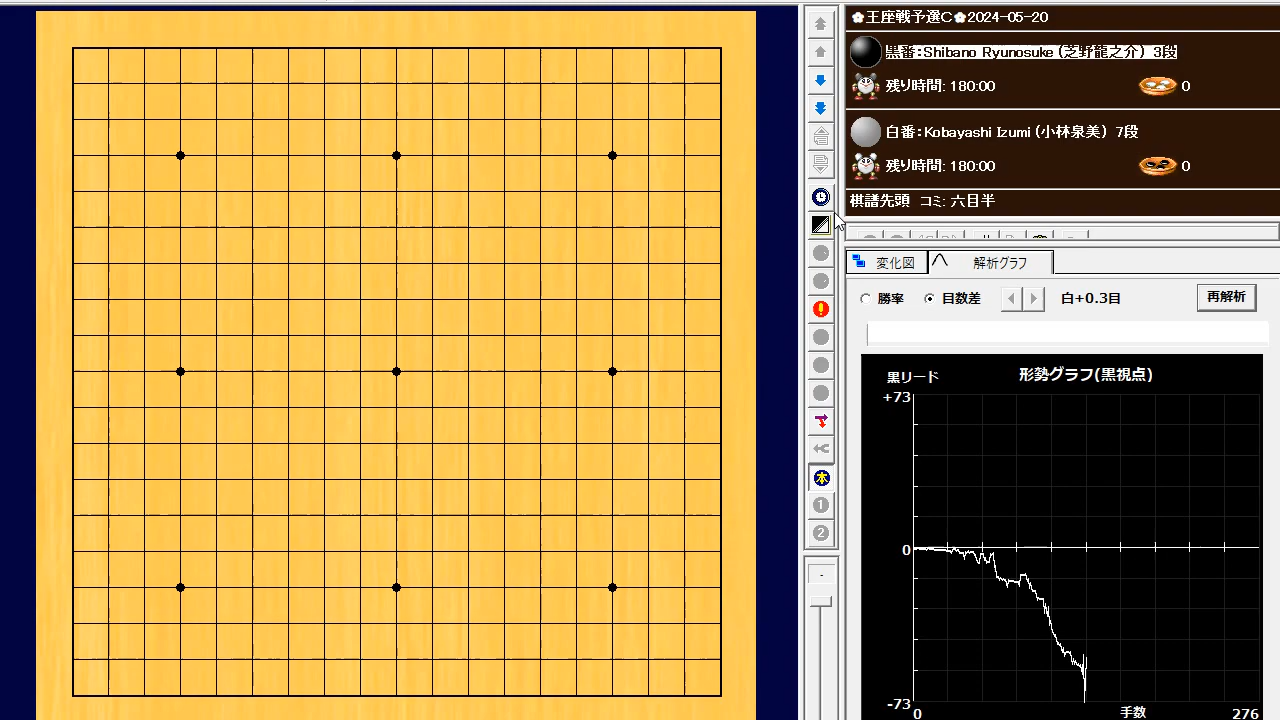 ✿王座戦予選C✿2024-05-20
黒番:Shibano Ryunosuke (芝野龍之介) 3段
残り時間: 180:00 0
白番:Kobayashi Izumi (小林泉美) 7段
残り時間: 180:00 0
棋譜先頭 コミ: 六目半
変化図 解析グラフ
勝率 目数差 白+0.3目 再解析
形勢グラフ(黒視点)
黒リード
+73
0
-73
0 手数 276
1
2
-